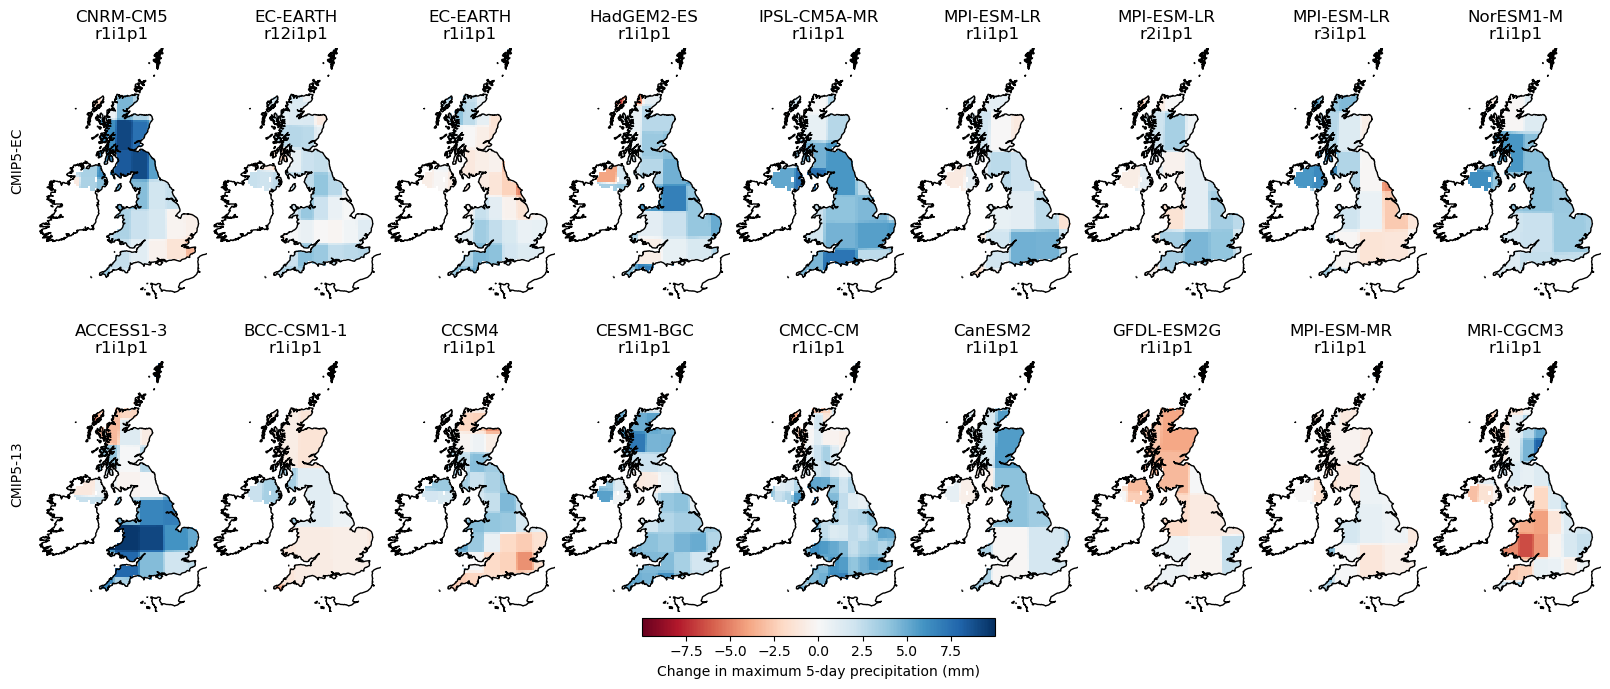 CNRM-CM5 EC-EARTH EC-EARTH HadGEM2-ES IPSL-CM5A-MR MPI-ESM-LR MPI-ESM-LR MPI-ESM-LR NorESM1-M
r1i1p1 r12i1p1 r1i1p1 r1i1p1 r1i1p1 r1i1p1 r2i1p1 r3i1p1 r1i1p1
CMIP5-EC
ACCESS1-3 BCC-CSM1-1 CCSM4 CESM1-BGC CMCC-CM CanESM2 GFDL-ESM2G MPI-ESM-MR MRI-CGCM3
r1i1p1 r1i1p1 r1i1p1 r1i1p1 r1i1p1 r1i1p1 r1i1p1 r1i1p1 r1i1p1
CMIP5-13
−7.5 −5.0 −2.5 0.0 2.5 5.0 7.5
Change in maximum 5-day precipitation (mm)